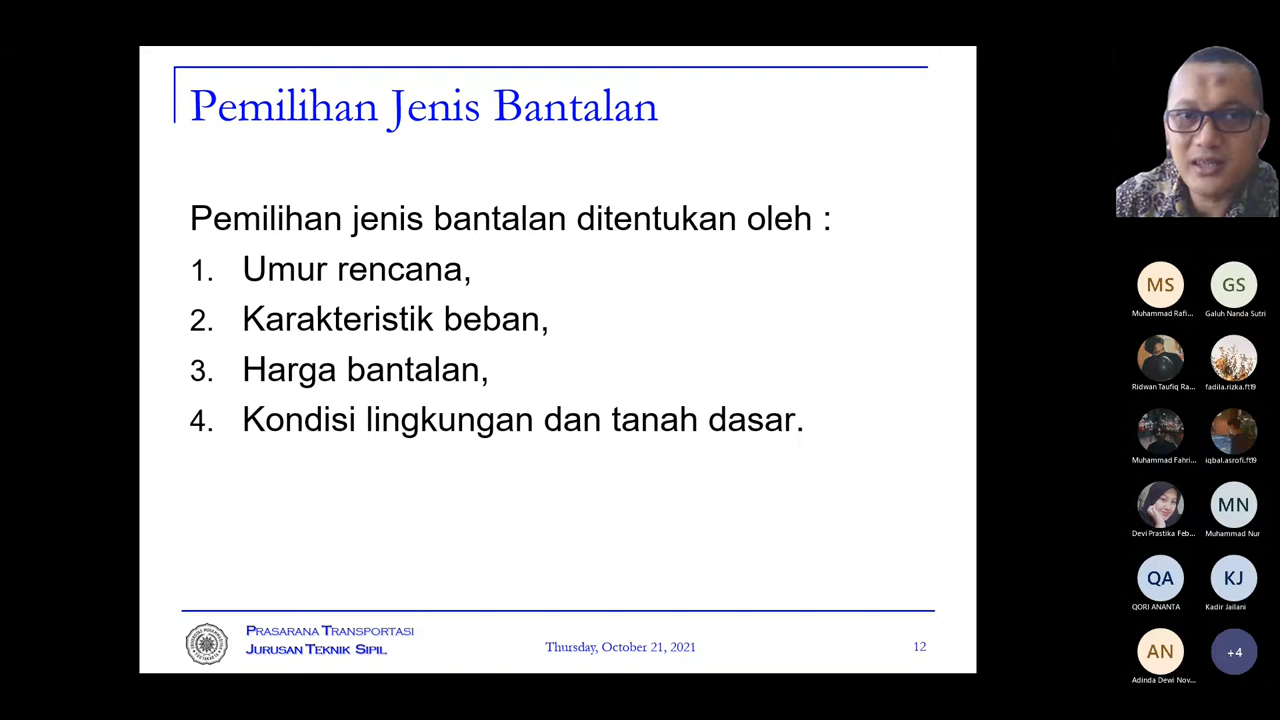 Pemilihan Jenis Bantalan
Pemilihan jenis bantalan ditentukan oleh :
1. Umur rencana,
2. Karakteristik beban,
3. Harga bantalan,
4. Kondisi lingkungan dan tanah dasar.
PRASARANA TRANSPORTASI
JURUSAN TEKNIK SIPIL
Thursday, October 21, 2021
12
MS
GS
Muhammad Rafi...
Galuh Nanda Sutri
Ridwan Taufiq Ra...
fadila.rizka.ft19
Muhammad Fahri...
iqbal.asrofi.ft19
Devi Prastika Feb...
MN
Muhammad Nur
QA
KJ
QORI ANANTA
Kadir Jailani
AN
+4
Adinda Dewi Nov...